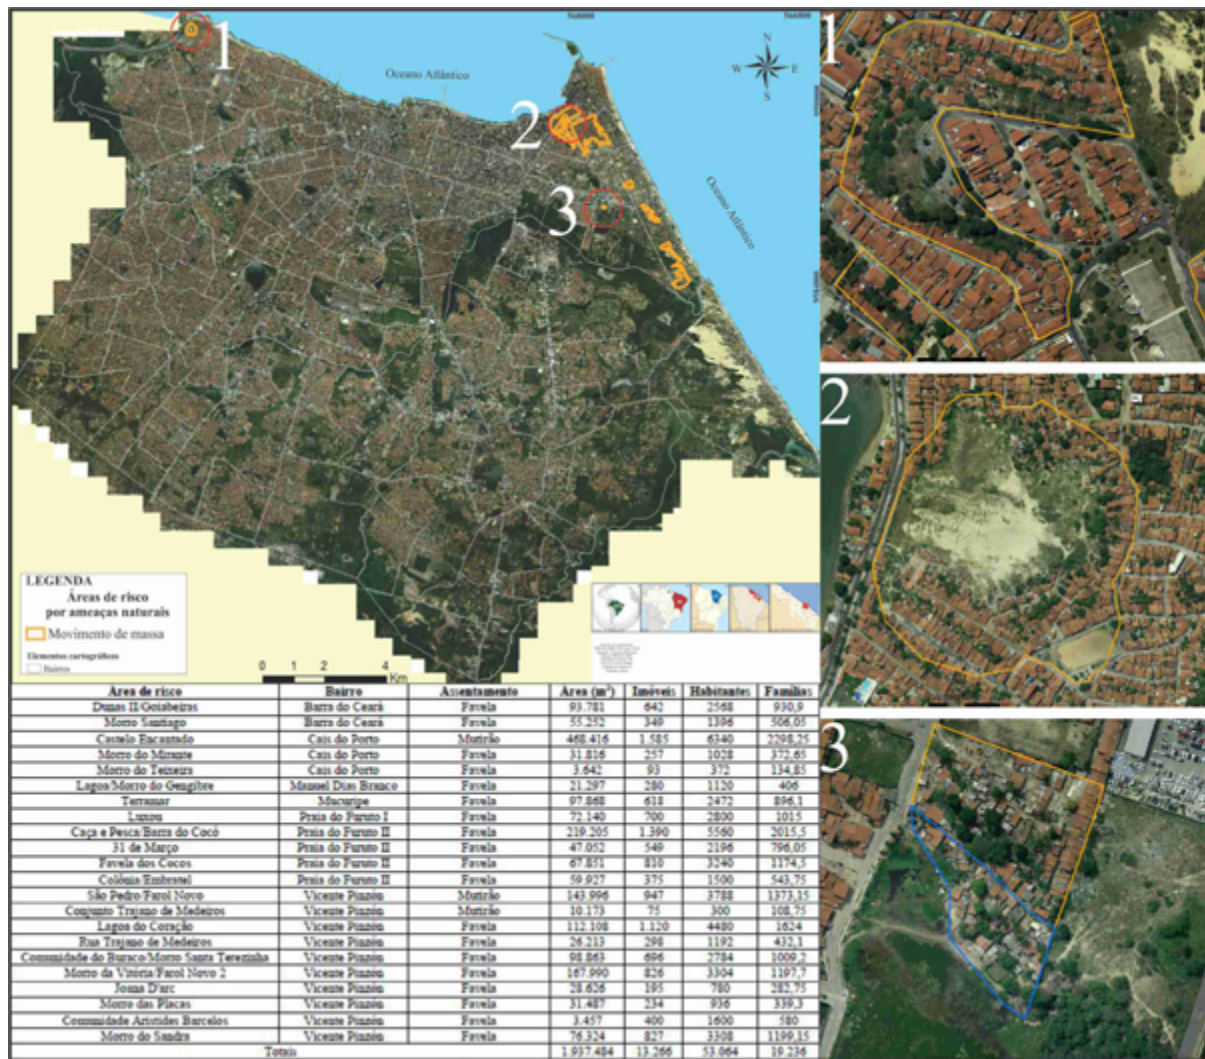 560000
566000
1
Oceano Atlântico
N
W E
S
2
3
Oceano Atlântico
LEGENDA
Áreas de risco
por ameaças naturais
Movimento de massa
Elementos cartográficos
Bairros
0 1 2 4
Km
1
2
3
Área de risco Bairro Assentamento Área (m²) Imóveis Habitantes Famílias
Dunas II/Goiabeiras Barra do Ceará Favela 93.781 642 2568 930,9
Morro Santiago Barra do Ceará Favela 55.252 349 1396 506,05
Castelo Encantado Cais do Porto Mutirão 468.416 1.585 6340 2298,25
Morro do Mirante Cais do Porto Favela 31.816 257 1028 372,65
Morro do Teixeira Cais do Porto Favela 3.642 93 372 134,85
Lagoa/Morro do Gengibre Manuel Dias Branco Favela 21.297 280 1120 406
Terramar Mucuripe Favela 97.868 618 2472 896,1
Luxou Praia do Futuro I Favela 72.140 700 2800 1015
Caça e Pesca/Barra do Cocó Praia do Futuro II Favela 219.205 1.390 5560 2015,5
31 de Março Praia do Futuro II Favela 47.052 549 2196 796,05
Favela dos Cocos Praia do Futuro II Favela 67.851 810 3240 1174,5
Colônia/Embratel Praia do Futuro II Favela 59.927 375 1500 543,75
São Pedro/Farol Novo Vicente Pinzón Mutirão 143.996 947 3788 1373,15
Conjunto Trajano de Medeiros Vicente Pinzón Mutirão 10.173 75 300 108,75
Lagoa do Coração Vicente Pinzón Favela 112.108 1.120 4480 1624
Rua Trajano de Medeiros Vicente Pinzón Favela 26.213 298 1192 432,1
Comunidade do Buraco/Morro Santa Terezinha Vicente Pinzón Favela 98.863 696 2784 1009,2
Morro da Vitória/Farol Novo 2 Vicente Pinzón Favela 167.990 826 3304 1197,7
Joana D'arc Vicente Pinzón Favela 28.626 195 780 282,75
Morro das Placas Vicente Pinzón Favela 31.487 234 936 339,3
Comunidade Aristides Barcelos Vicente Pinzón Favela 3.457 400 1600 580
Morro do Sandra Vicente Pinzón Favela 76.324 827 3308 1199,15
Totais 1.937.484 13.266 53.064 19.236